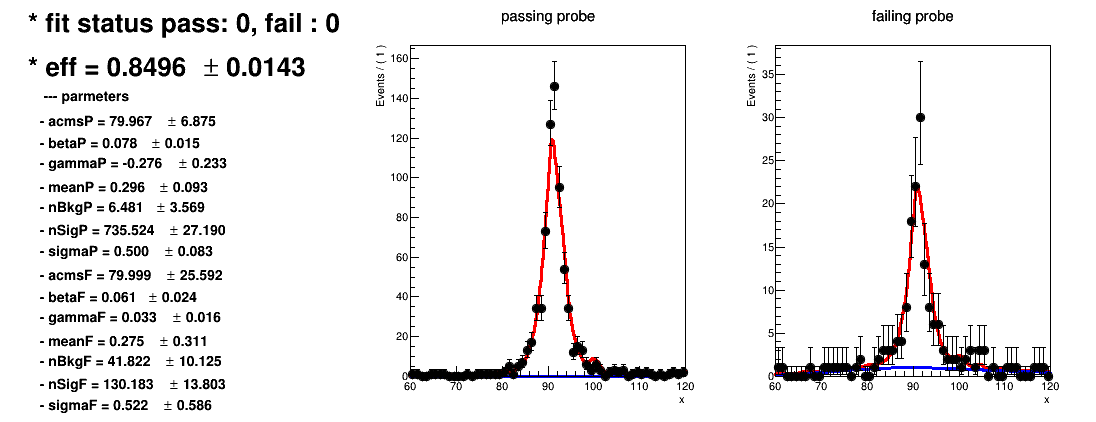 * fit status pass: 0, fail : 0
* eff = 0.8496 ± 0.0143
--- parmeters
- acmsP = 79.967 ± 6.875
- betaP = 0.078 ± 0.015
- gammaP = -0.276 ± 0.233
- meanP = 0.296 ± 0.093
- nBkgP = 6.481 ± 3.569
- nSigP = 735.524 ± 27.190
- sigmaP = 0.500 ± 0.083
- acmsF = 79.999 ± 25.592
- betaF = 0.061 ± 0.024
- gammaF = 0.033 ± 0.016
- meanF = 0.275 ± 0.311
- nBkgF = 41.822 ± 10.125
- nSigF = 130.183 ± 13.803
- sigmaF = 0.522 ± 0.586
passing probe
Events / ( 1 )
160
140
120
100
80
60
40
20
0
60 70 80 90 100 110 120
x
failing probe
Events / ( 1 )
35
30
25
20
15
10
5
0
60 70 80 90 100 110 120
x